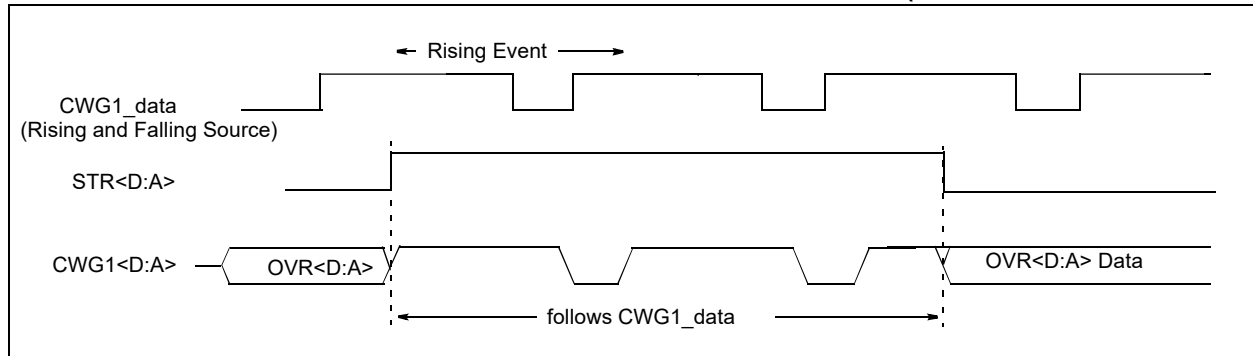 Rising Event
CWG1_data
(Rising and Falling Source)
STR<D:A>
CWG1<D:A>
OVR<D:A>
OVR<D:A> Data
follows CWG1_data